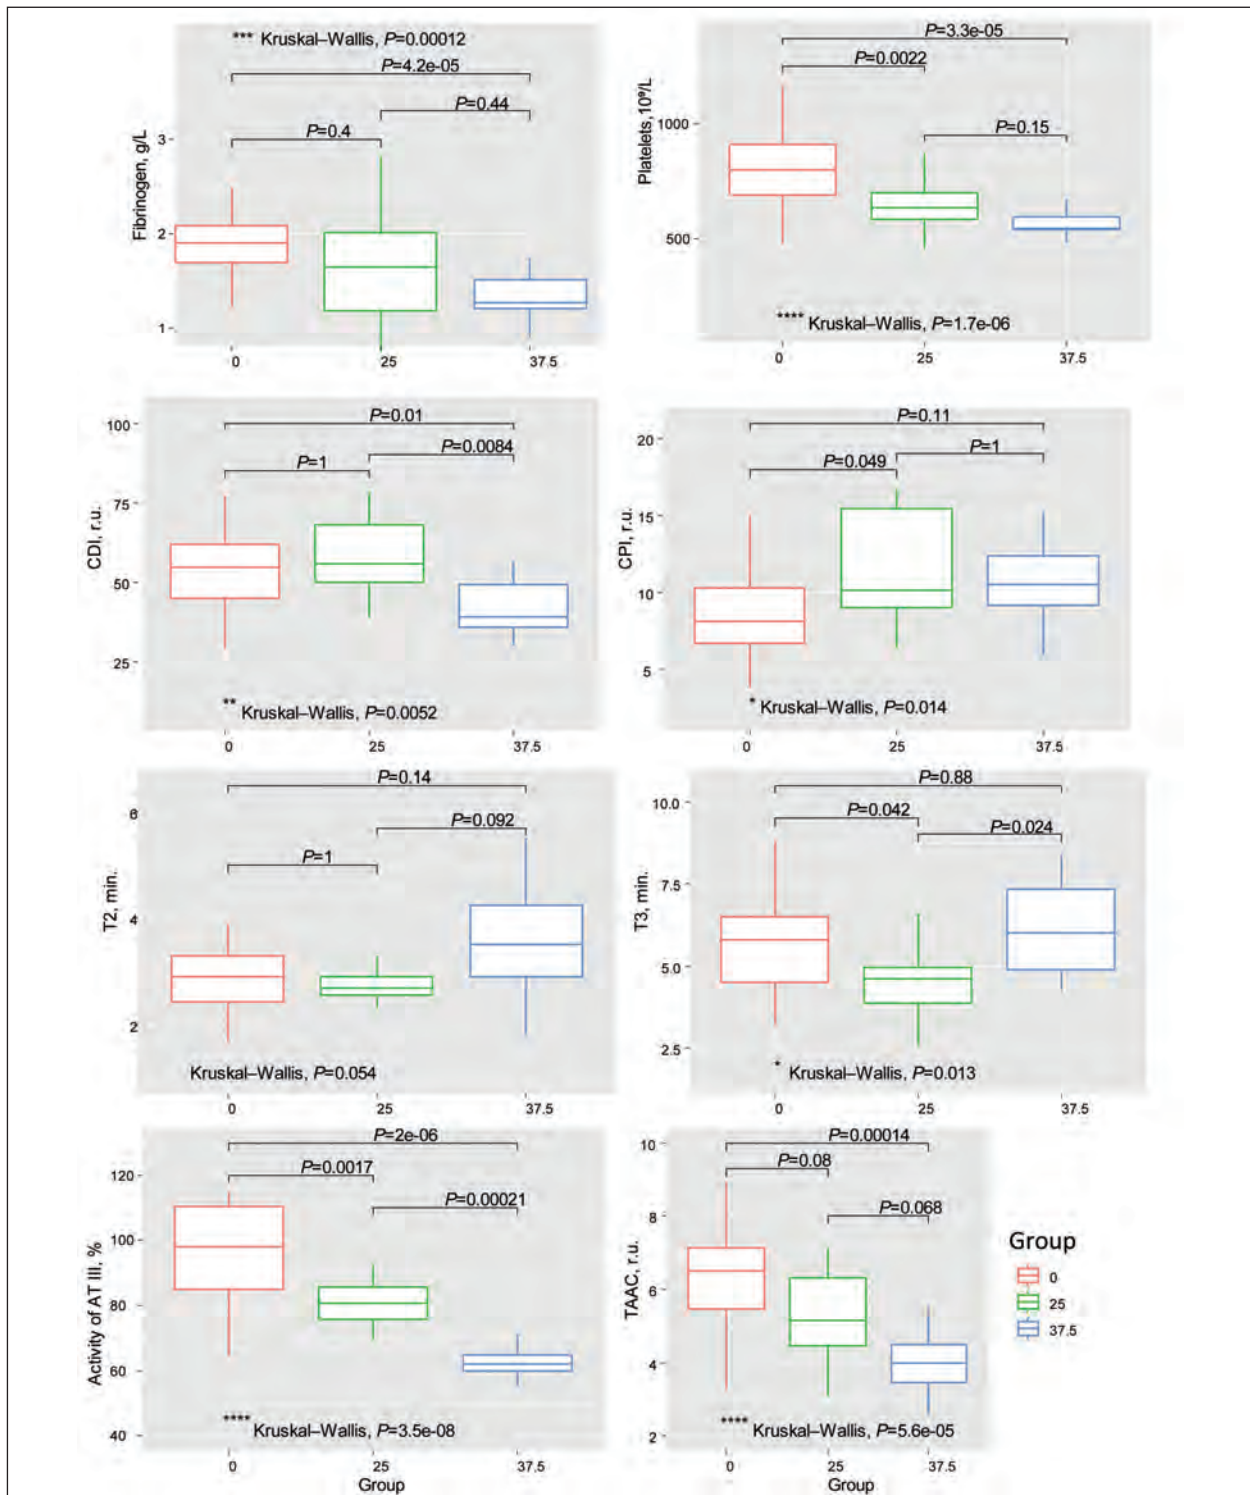 *** Kruskal–Wallis, P=0.00012
P=4.2e-05
P=0.44
P=0.4
Fibrinogen, g/L
3
2
1
0 25 37.5
P=3.3e-05
P=0.0022
P=0.15
Platelets,10⁹/L
1000
500
**** Kruskal–Wallis, P=1.7e-06
0 25 37.5
P=0.01
P=0.0084
P=1
CDI, r.u.
100
75
50
25
** Kruskal–Wallis, P=0.0052
0 25 37.5
P=0.11
P=1
P=0.049
CPI, r.u.
20
15
10
5
* Kruskal–Wallis, P=0.014
0 25 37.5
P=0.14
P=0.092
P=1
T2, min.
6
4
2
Kruskal–Wallis, P=0.054
0 25 37.5
P=0.88
P=0.042
P=0.024
T3, min.
10.0
7.5
5.0
2.5
* Kruskal–Wallis, P=0.013
0 25 37.5
P=2e-06
P=0.0017
P=0.00021
Activity of AT III, %
120
100
80
60
40
**** Kruskal–Wallis, P=3.5e-08
0 25 37.5
Group
P=0.00014
P=0.08
P=0.068
TAAC, r.u.
10
8
6
4
2
**** Kruskal–Wallis, P=5.6e-05
0 25 37.5
Group
Group
0
25
37.5